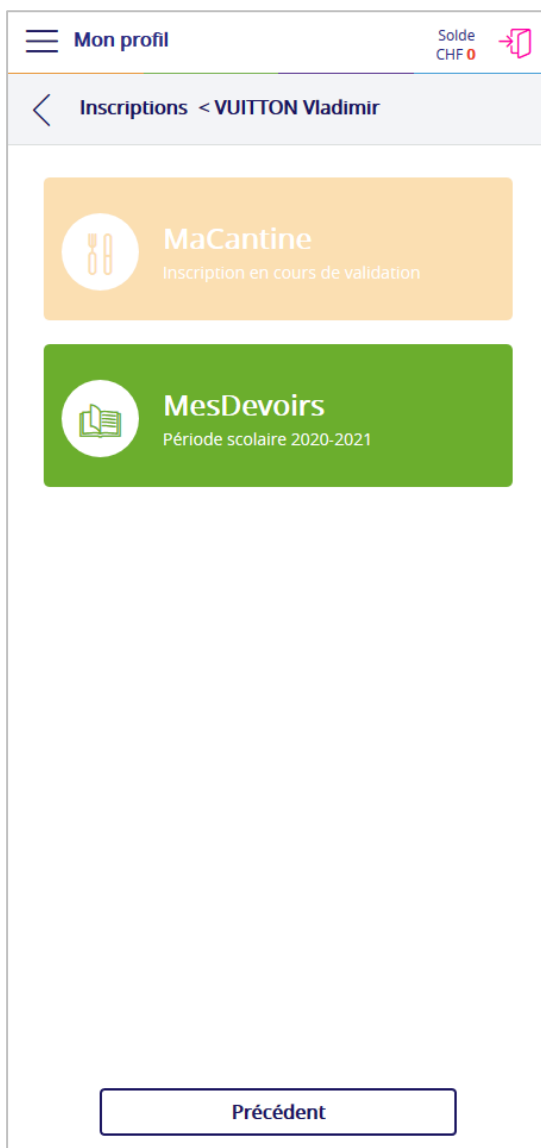 Mon profil
Solde
CHF 0
Inscriptions < VUITTON Vladimir
MaCantine
Inscription en cours de validation
MesDevoirs
Période scolaire 2020-2021
Précédent